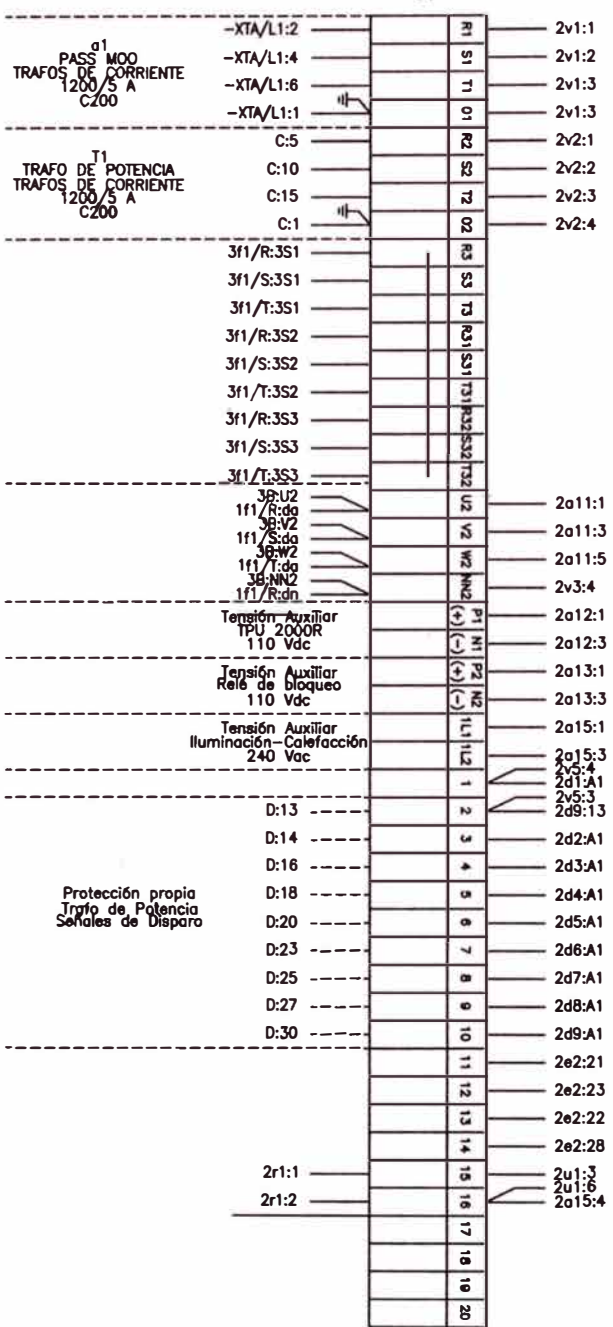 a1
PASS MOO
TRAFOS DE CORRIENTE
1200/5 A
C200
-XTA/L1:2 R1 2v1:1
-XTA/L1:4 S1 2v1:2
-XTA/L1:6 T1 2v1:3
-XTA/L1:1 O1 2v1:3
T1
TRAFO DE POTENCIA
TRAFOS DE CORRIENTE
1200/5 A
C200
C:5 R2 2v2:1
C:10 S2 2v2:2
C:15 T2 2v2:3
C:1 O2 2v2:4
3f1/R:3S1 R3
3f1/S:3S1 S3
3f1/T:3S1 T3
3f1/R:3S2 R31
3f1/S:3S2 S31
3f1/T:3S2 T31
3f1/R:3S3 R32
3f1/S:3S3 S32
3f1/T:3S3 T32
3B:U2
1f1/R:da U2 2a11:1
3B:V2
1f1/S:da V2 2a11:3
3B:W2
1f1/T:da W2 2a11:5
3B:NN2
1f1/R:dn NN2 2v3:4
Tensión Auxiliar
TPU 2000R
110 Vdc
(+) P1 2a12:1
(-) N1 2a12:3
Tensión Auxiliar
Relé de bloqueo
110 Vdc
(+) P2 2a13:1
(-) N2 2a13:3
Tensión Auxiliar
Iluminación-Calefacción
240 Vac
1L1 2a15:1
1L2 2a15:3
2v5:4
1 2d1:A1
2v5:3
D:13 2 2d9:13
D:14 3 2d2:A1
D:16 4 2d3:A1
D:18 5 2d4:A1
Protección propia
Trafo de Potencia
Señales de Disparo
D:20 6 2d5:A1
D:23 7 2d6:A1
D:25 8 2d7:A1
D:27 9 2d8:A1
D:30 10 2d9:A1
11 2e2:21
12 2e2:23
13 2e2:22
14 2e2:28
2r1:1 15 2u1:3
2u1:6
2r1:2 16 2a15:4
17
18
19
20